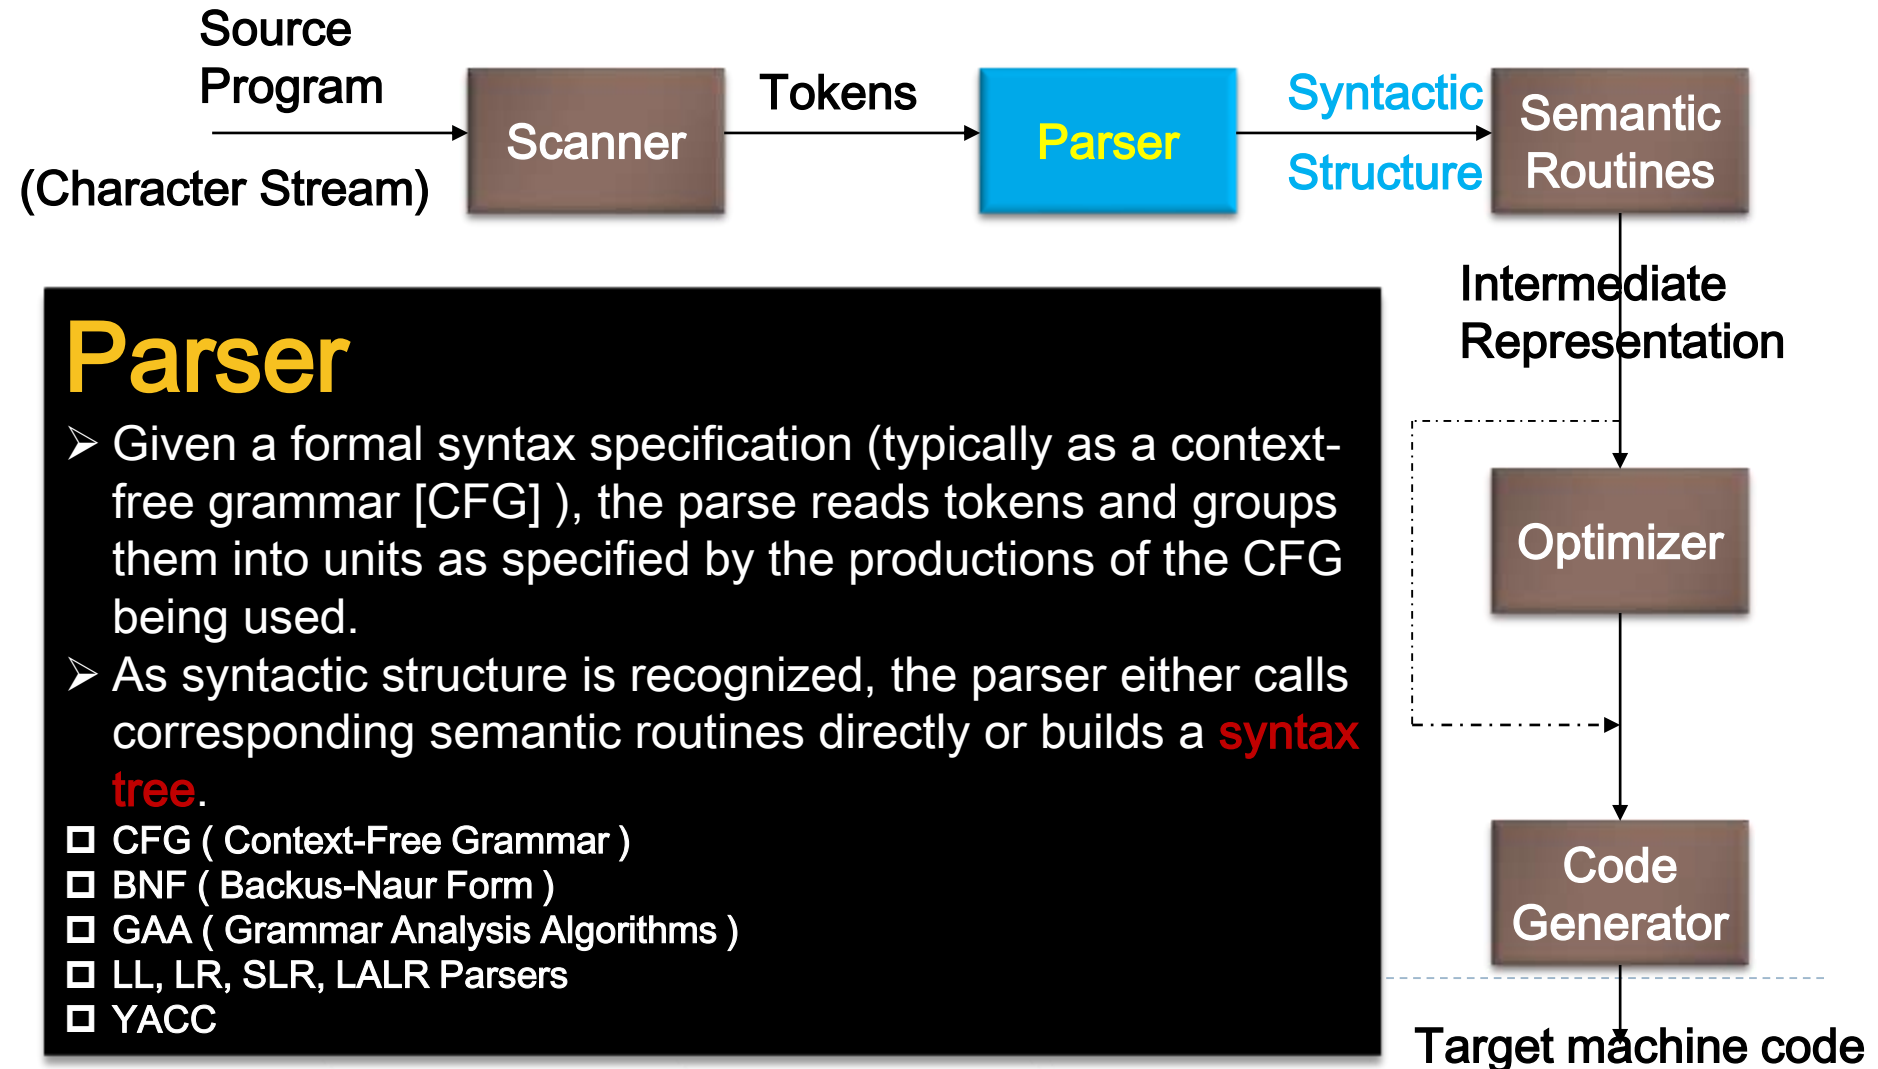 Source
Program
(Character Stream)
Scanner
Tokens
Parser
Syntactic
Structure
Semantic
Routines
Intermediate
Representation
Optimizer
Code
Generator
Target machine code
Parser
➢ Given a formal syntax specification (typically as a context-
free grammar [CFG] ), the parse reads tokens and groups
them into units as specified by the productions of the CFG
being used.
➢ As syntactic structure is recognized, the parser either calls
corresponding semantic routines directly or builds a syntax
tree.
❑ CFG ( Context-Free Grammar )
❑ BNF ( Backus-Naur Form )
❑ GAA ( Grammar Analysis Algorithms )
❑ LL, LR, SLR, LALR Parsers
❑ YACC